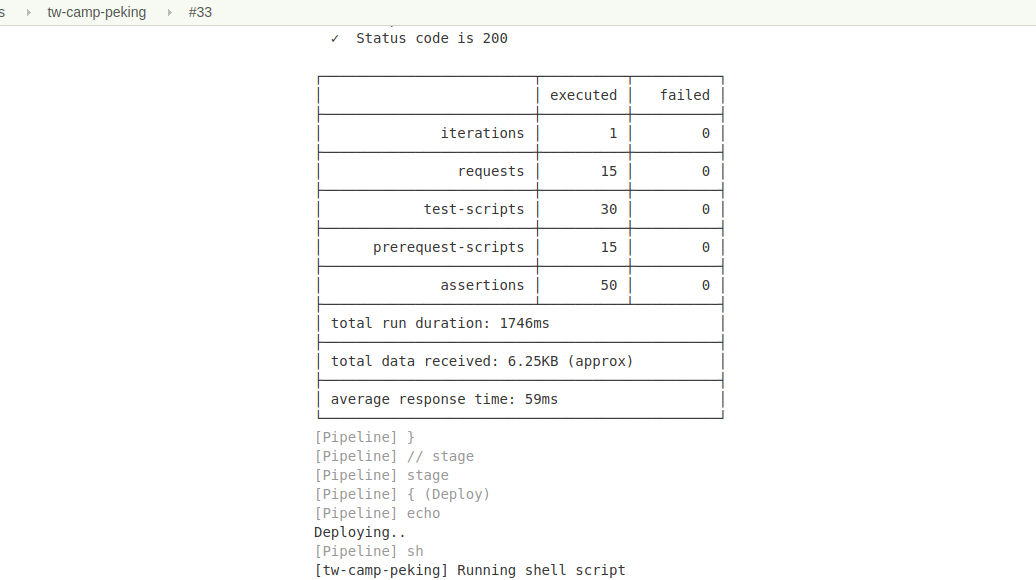 s tw-camp-peking #33
✓ Status code is 200
executed failed
iterations 1 0
requests 15 0
test-scripts 30 0
prerequest-scripts 15 0
assertions 50 0
total run duration: 1746ms
total data received: 6.25KB (approx)
average response time: 59ms
[Pipeline] }
[Pipeline] // stage
[Pipeline] stage
[Pipeline] { (Deploy)
[Pipeline] echo
Deploying..
[Pipeline] sh
[tw-camp-peking] Running shell script